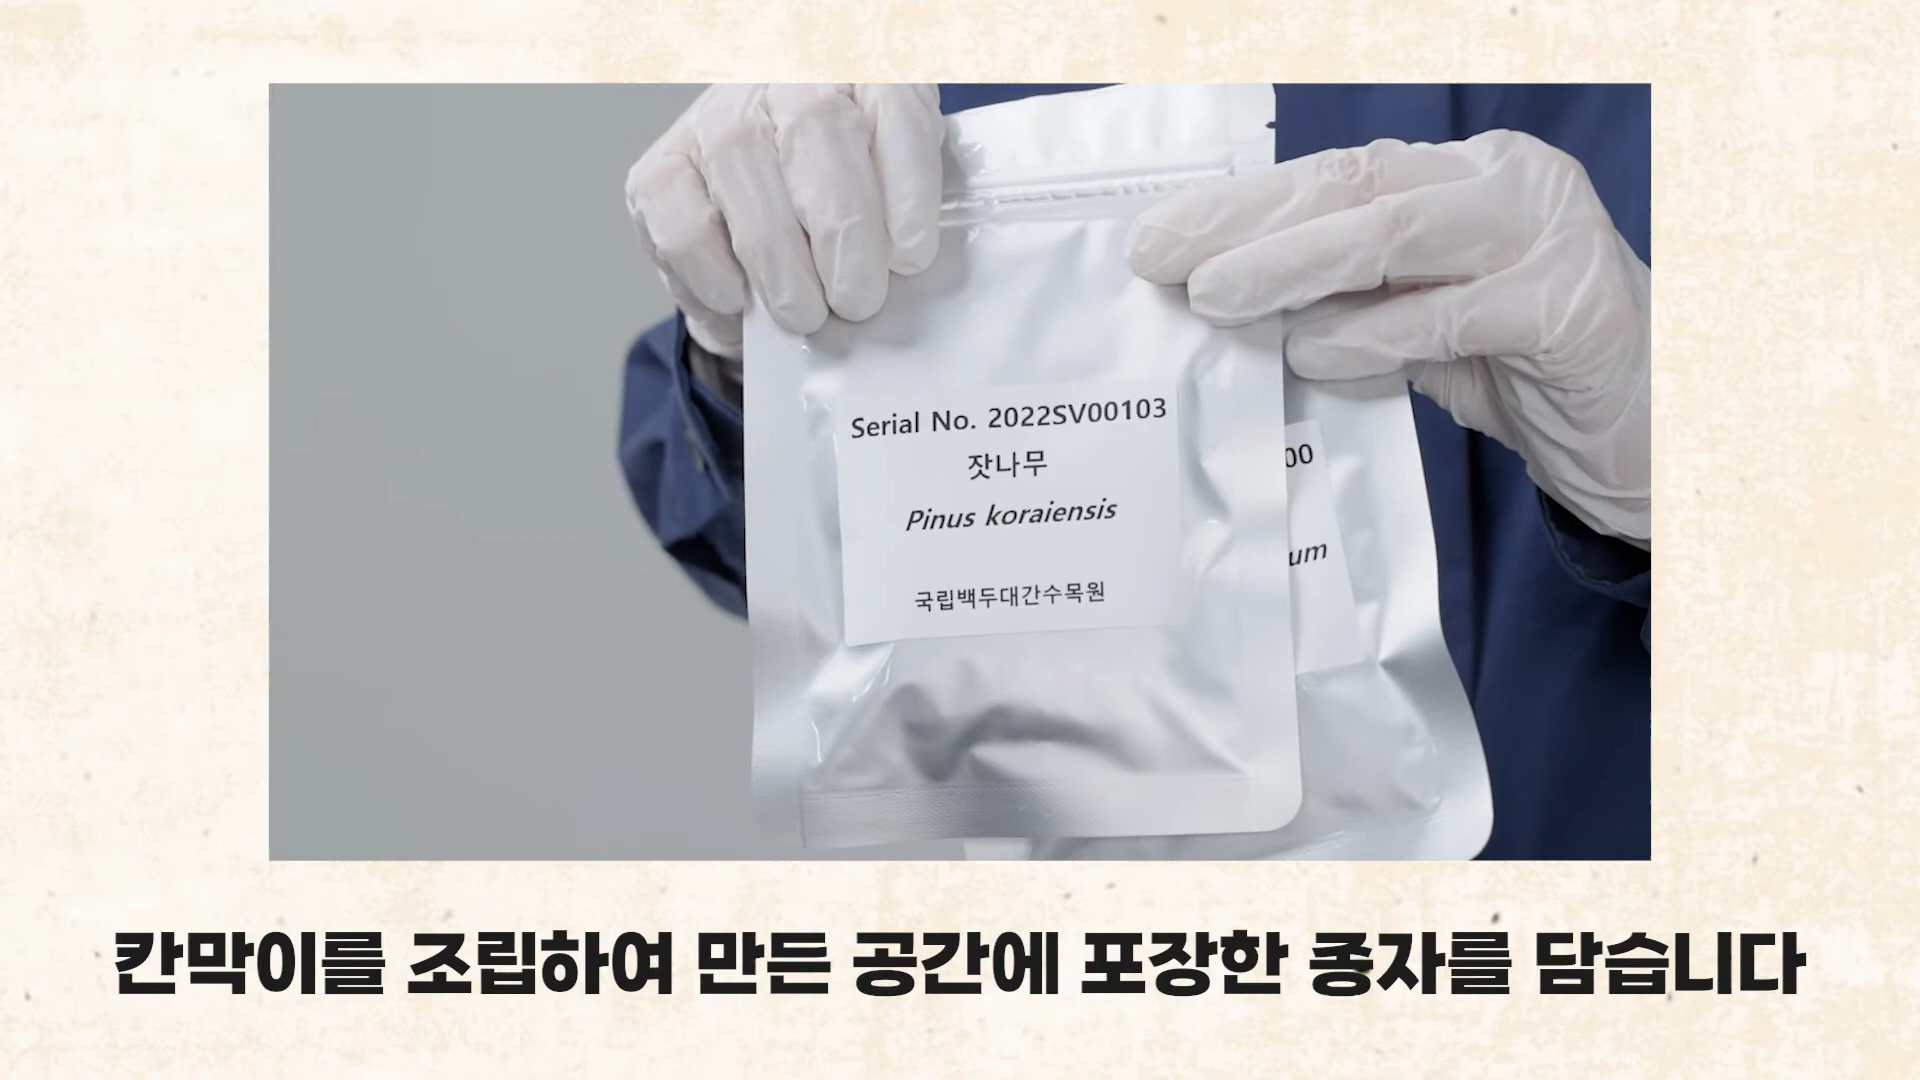 Serial No. 2022SV00103
잣나무
Pinus koraiensis
국립백두대간수목원
00
um
칸막이를 조립하여 만든 공간에 포장한 종자를 담습니다